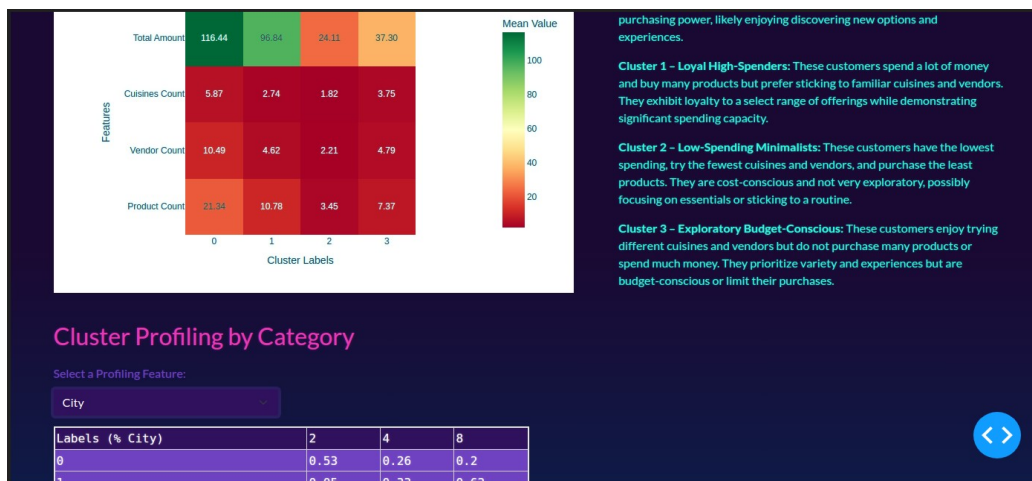 Mean Value
Total Amount 116.44 96.84 24.11 37.30
Cuisines Count 5.87 2.74 1.82 3.75
Vendor Count 10.49 4.62 2.21 4.79
Product Count 21.34 10.78 3.45 7.37
0 1 2 3
Cluster Labels
Features
100
80
60
40
20
purchasing power, likely enjoying discovering new options and
experiences.
Cluster 1 – Loyal High-Spenders: These customers spend a lot of money
and buy many products but prefer sticking to familiar cuisines and vendors.
They exhibit loyalty to a select range of offerings while demonstrating
significant spending capacity.
Cluster 2 – Low-Spending Minimalists: These customers have the lowest
spending, try the fewest cuisines and vendors, and purchase the least
products. They are cost-conscious and not very exploratory, possibly
focusing on essentials or sticking to a routine.
Cluster 3 – Exploratory Budget-Conscious: These customers enjoy trying
different cuisines and vendors but do not purchase many products or
spend much money. They prioritize variety and experiences but are
budget-conscious or limit their purchases.
Cluster Profiling by Category
Select a Profiling Feature:
City
Labels (% City) 2 4 8
0 0.53 0.26 0.2